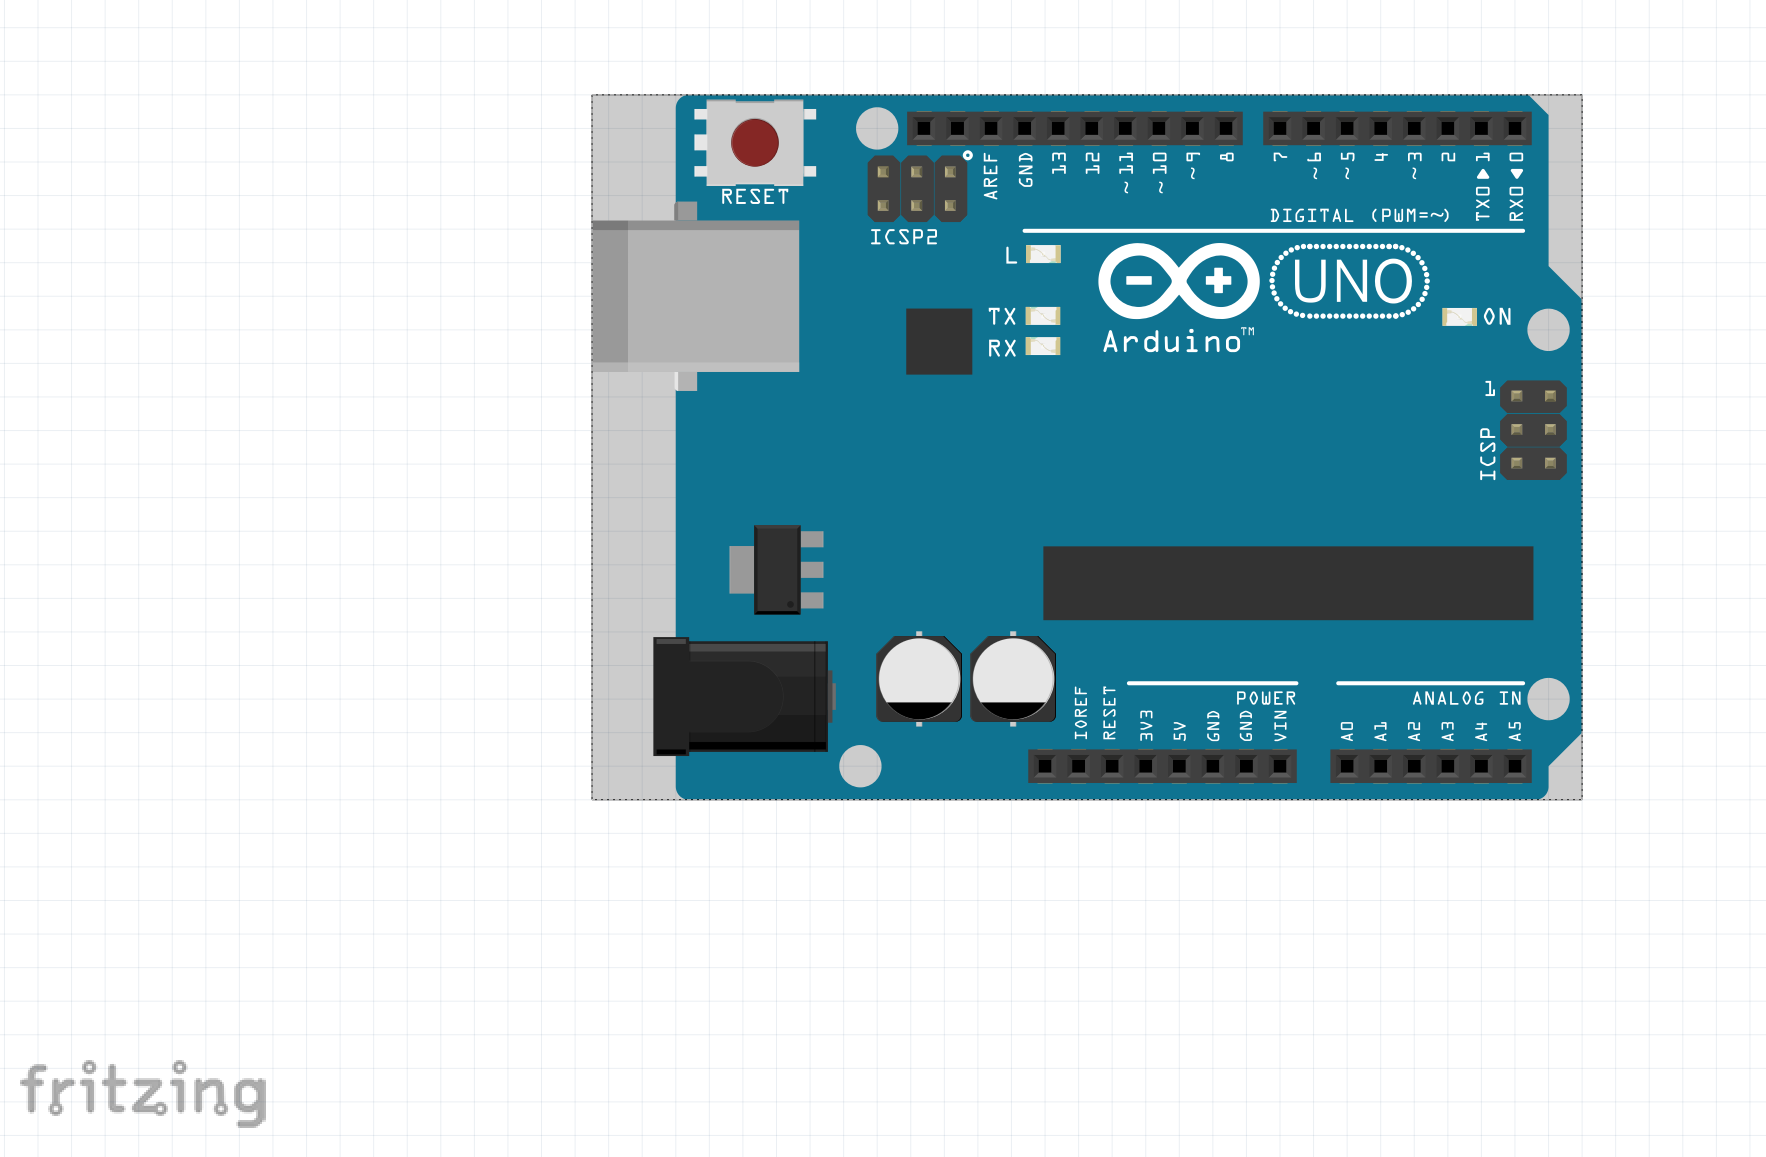 RESET
ICSP2
AREF
GND
13
12
~11
~10
~9
8
7
~6
~5
4
~3
2
TX0▶1
RX0◀0
DIGITAL (PWM=~)
L
TX
RX
Arduino™
UNO
ON
1
ICSP
POWER
ANALOG IN
IOREF
RESET
3V3
5V
GND
GND
VIN
A0
A1
A2
A3
A4
A5
fritzing